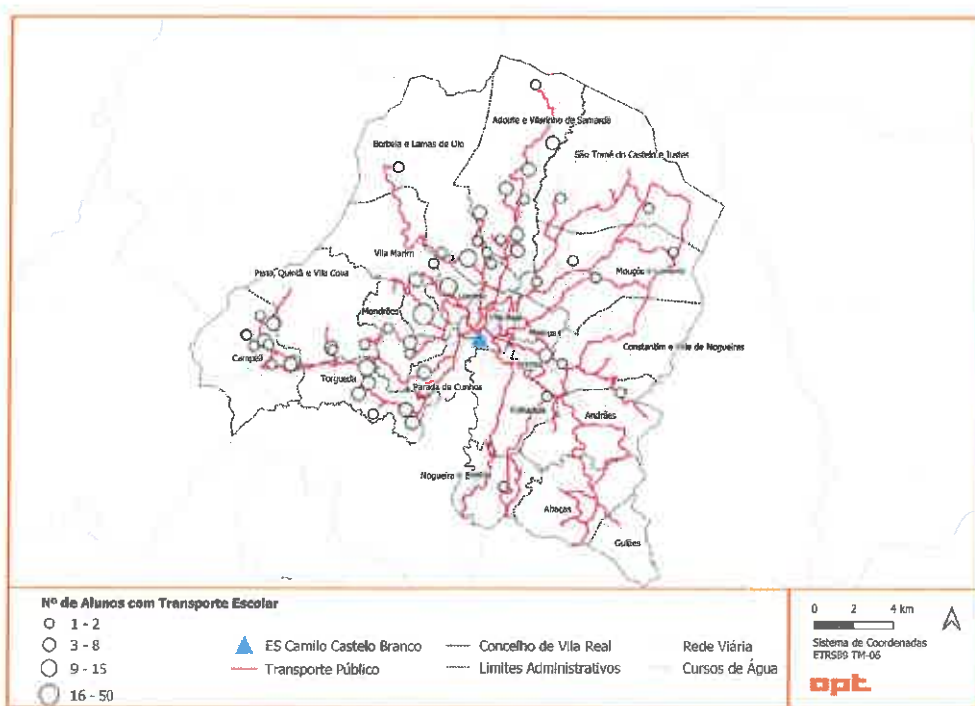 Adoufe e Vilarinho de Samardã
Borbela e Lamas de Olo
São Tomé do Castelo e Justes
Vila Marim
Mouçós e
Pena, Quintã e Vila Cova
Mondrões
Constantim e Vale de Nogueiras
Campeã
Torgueda
Parada de Cunhos
Folhadela
Andrães
Nogueira e
Abaças
Guiães
Nº de Alunos com Transporte Escolar
1 - 2
3 - 8
9 - 15
16 - 50
ES Camilo Castelo Branco
Transporte Público
Concelho de Vila Real
Limites Administrativos
Rede Viária
Cursos de Água
0 2 4 km
Sistema de Coordenadas
ETRS89 TM-06
opt